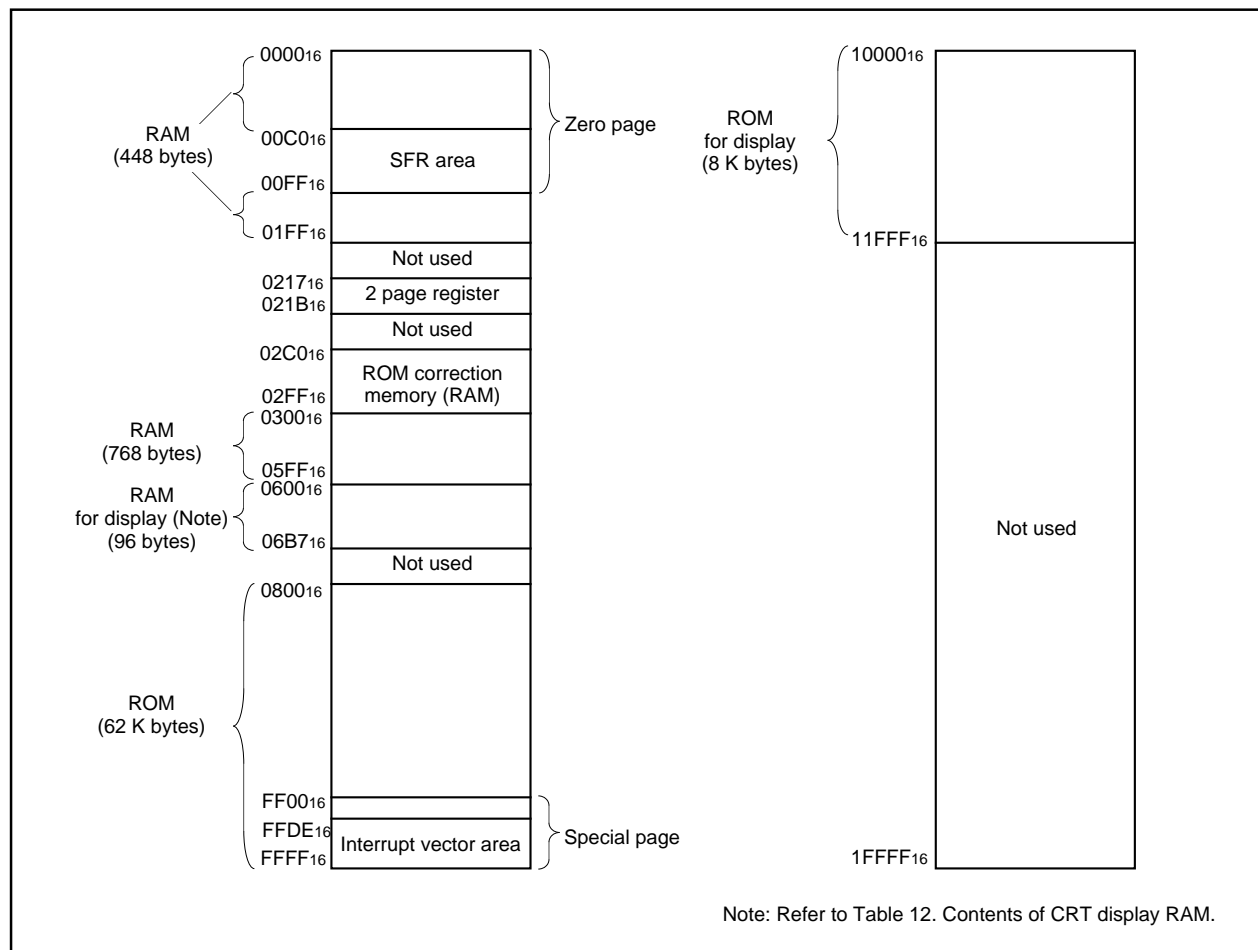 0000₁₆
RAM
(448 bytes)
00C0₁₆
SFR area
00FF₁₆
Zero page
01FF₁₆
Not used
0217₁₆
021B₁₆
2 page register
Not used
02C0₁₆
ROM correction
memory (RAM)
02FF₁₆
0300₁₆
RAM
(768 bytes)
05FF₁₆
0600₁₆
RAM
for display (Note)
(96 bytes)
06B7₁₆
Not used
0800₁₆
ROM
(62 K bytes)
FF00₁₆
FFDE₁₆
Interrupt vector area
FFFF₁₆
Special page
10000₁₆
ROM
for display
(8 K bytes)
11FFF₁₆
Not used
1FFFF₁₆
Note: Refer to Table 12. Contents of CRT display RAM.